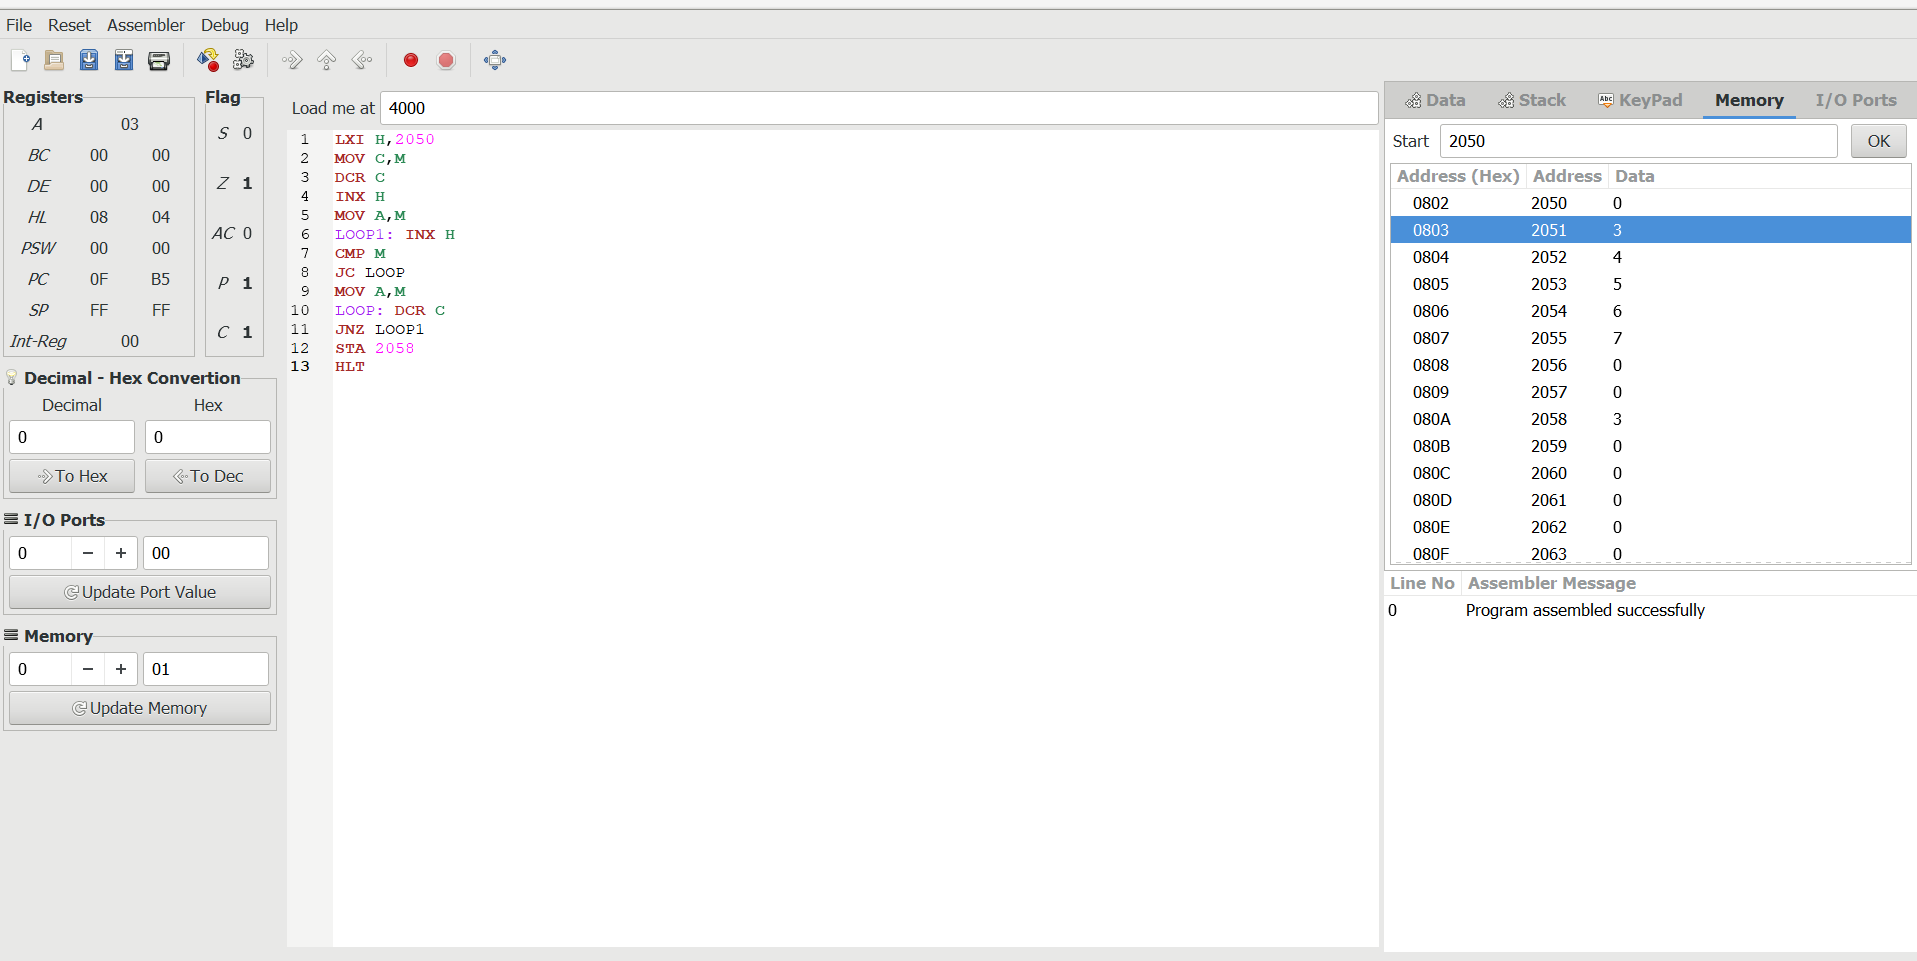 File Reset Assembler Debug Help
Registers
A 03
BC 00 00
DE 00 00
HL 08 04
PSW 00 00
PC 0F B5
SP FF FF
Int-Reg 00
Flag
S 0
Z 1
AC 0
P 1
C 1
Decimal - Hex Convertion
Decimal Hex
0 0
To Hex To Dec
I/O Ports
0 − + 00
Update Port Value
Memory
0 − + 01
Update Memory
Load me at 4000
1 LXI H,2050
2 MOV C,M
3 DCR C
4 INX H
5 MOV A,M
6 LOOP1: INX H
7 CMP M
8 JC LOOP
9 MOV A,M
10 LOOP: DCR C
11 JNZ LOOP1
12 STA 2058
13 HLT
Data Stack Abc KeyPad Memory I/O Ports
Start 2050 OK
Address (Hex) Address Data
0802 2050 0
0803 2051 3
0804 2052 4
0805 2053 5
0806 2054 6
0807 2055 7
0808 2056 0
0809 2057 0
080A 2058 3
080B 2059 0
080C 2060 0
080D 2061 0
080E 2062 0
080F 2063 0
Line No Assembler Message
0 Program assembled successfully